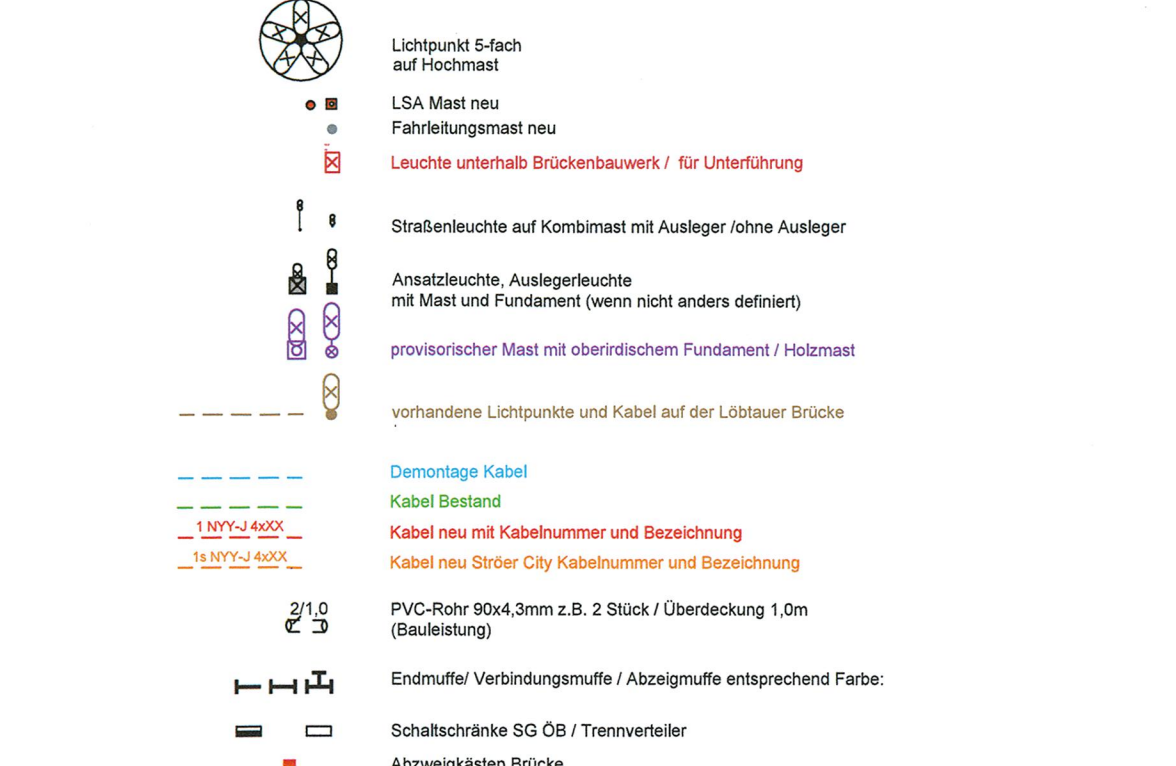 Lichtpunkt 5-fach
auf Hochmast
LSA Mast neu
Fahrleitungsmast neu
Leuchte unterhalb Brückenbauwerk / für Unterführung
Straßenleuchte auf Kombimast mit Ausleger /ohne Ausleger
Ansatzleuchte, Auslegerleuchte
mit Mast und Fundament (wenn nicht anders definiert)
provisorischer Mast mit oberirdischem Fundament / Holzmast
vorhandene Lichtpunkte und Kabel auf der Löbtauer Brücke
Demontage Kabel
Kabel Bestand
1 NYY-J 4xXX
Kabel neu mit Kabelnummer und Bezeichnung
1s NYY-J 4xXX
Kabel neu Ströer City Kabelnummer und Bezeichnung
2/1,0
PVC-Rohr 90x4,3mm z.B. 2 Stück / Überdeckung 1,0m
(Bauleistung)
Endmuffe/ Verbindungsmuffe / Abzeigmuffe entsprechend Farbe:
Schaltschränke SG ÖB / Trennverteiler
Abzweigkästen Brücke